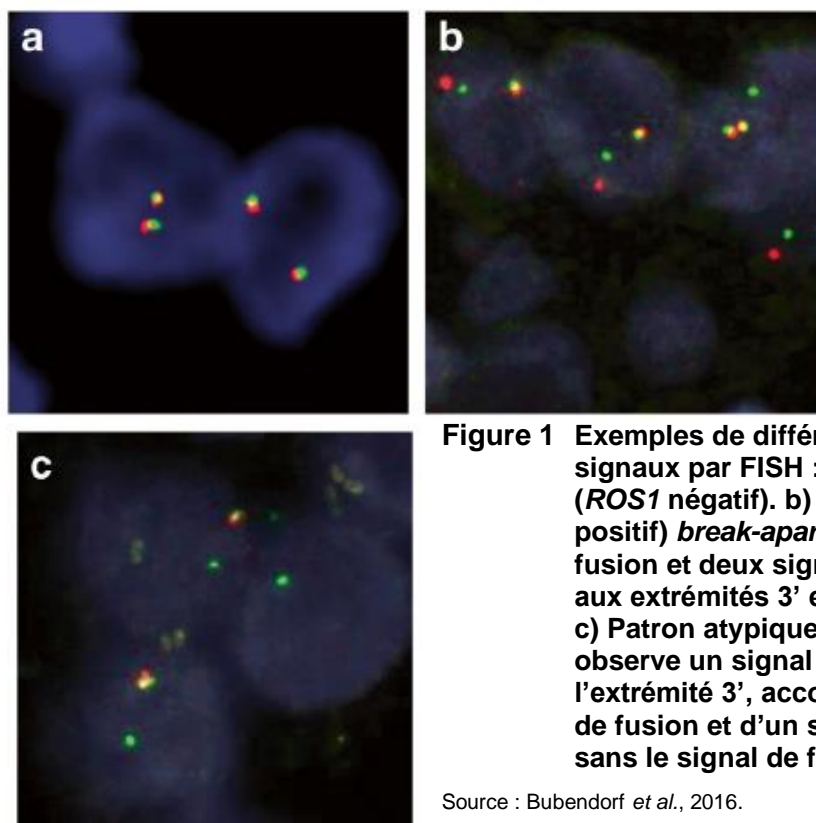 a
b
c
Figure 1 Exemples de différ
signaux par FISH :
(ROS1 négatif). b)
positif) break-apar
fusion et deux sign
aux extrémités 3’ e
c) Patron atypique
observe un signal
l’extrémité 3’, acco
de fusion et d’un s
sans le signal de f
Source : Bubendorf et al., 2016.